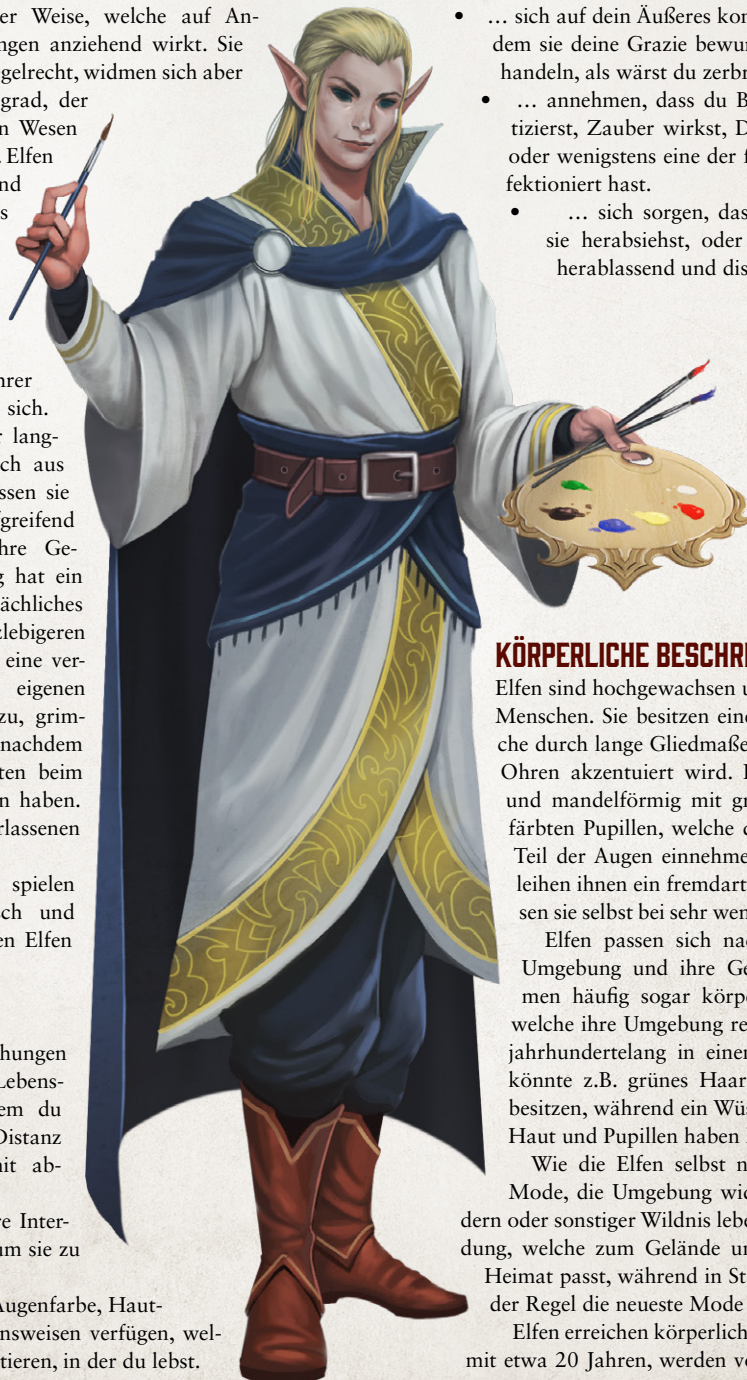 er Weise, welche auf An-
ngen anziehend wirkt. Sie
gelrecht, widmen sich aber
grad, der
n Wesen
Elfen
nd
s
hrer
sich.
r lang-
ch aus
ssen sie
fgreifend
hre Ge-
g hat ein
ächliches
zlebigeren
eine ver-
eigenen
zu, grim-
nachdem
ten beim
n haben.
rlassenen
spielen
ch und
en Elfen
hungen
Lebens-
em du
Distanz
mit ab-
re Inter-
um sie zu
Augenfarbe, Haut-
nsweisen verfügen, wel-
tieren, in der du lebst.
• … sich auf dein Äußeres kon
dem sie deine Grazie bewun
handeln, als wärst du zerbr
• … annehmen, dass du B
tizierst, Zauber wirkst, D
oder wenigstens eine der f
fektioniert hast.
• … sich sorgen, das
sie herabsiehst, oder
herablassend und dis
KÖRPERLICHE BESCHRE
Elfen sind hochgewachsen u
Menschen. Sie besitzen eine
che durch lange Gliedmaße
Ohren akzentuiert wird. I
und mandelförmig mit gr
färbten Pupillen, welche d
Teil der Augen einnehme
leihen ihnen ein fremdart
sen sie selbst bei sehr wen
Elfen passen sich nac
Umgebung und ihre Ge
men häufig sogar körpe
welche ihre Umgebung re
jahrhundertelang in einer
könnte z.B. grünes Haar
besitzen, während ein Wüs
Haut und Pupillen haben
Wie die Elfen selbst n
Mode, die Umgebung wid
dern oder sonstiger Wildnis lebe
dung, welche zum Gelände un
Heimat passt, während in St
der Regel die neueste Mode
Elfen erreichen körperlich
mit etwa 20 Jahren, werden vo